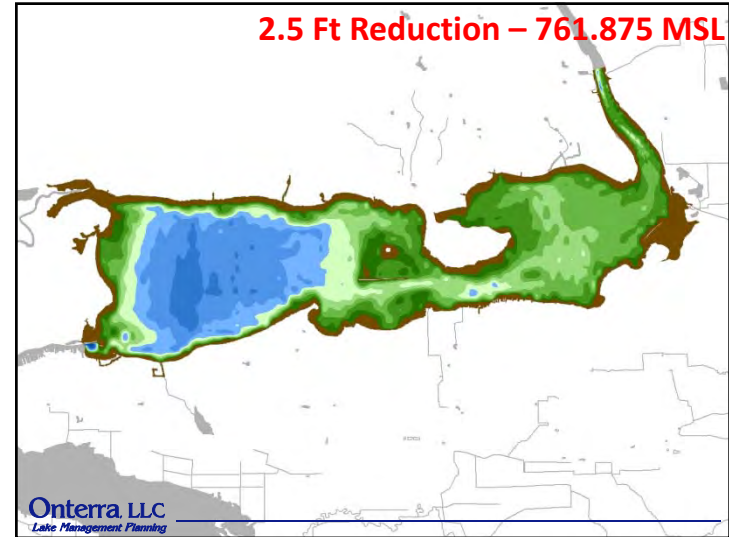 2.5 Ft Reduction – 761.875 MSL
Onterra, LLC
Lake Management Planning